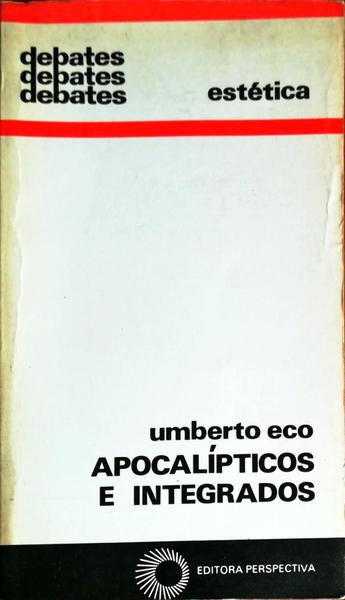 debates
debates
debates
estética
umberto eco
APOCALÍPTICOS
E INTEGRADOS
EDITORA PERSPECTIVA